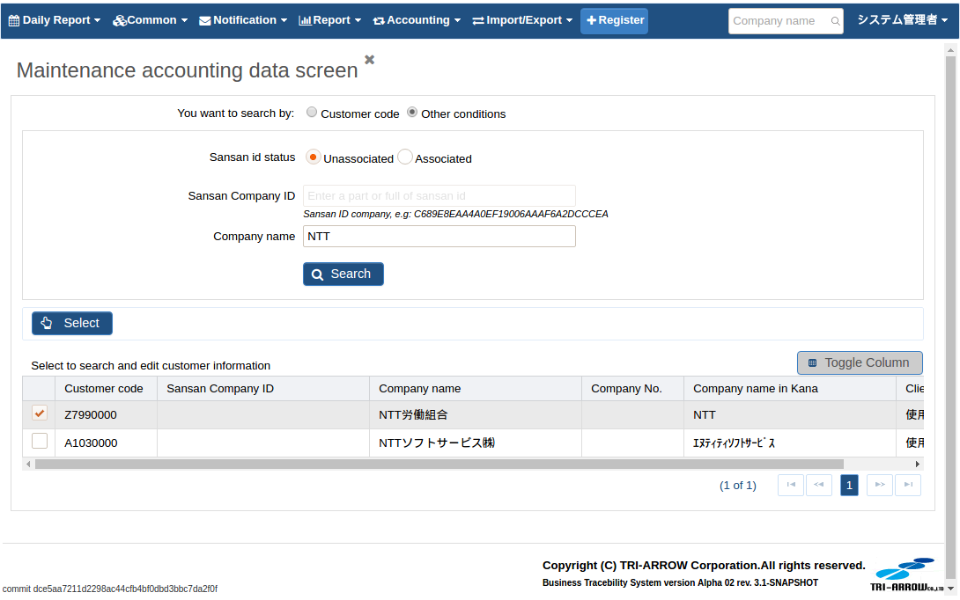 Daily Report Common Notification Report Accounting Import/Export Register Company name システム管理者
Maintenance accounting data screen
You want to search by: Customer code Other conditions
Sansan id status Unassociated Associated
Sansan Company ID Enter a part or full of sansan id
Sansan ID company, e.g: C689E8EAA4A0EF19006AAAF6A2DCCCEA
Company name NTT
Search
Select
Select to search and edit customer information Toggle Column
Customer code Sansan Company ID Company name Company No. Company name in Kana Clie
Z7990000 NTT労働組合 NTT 使用
A1030000 NTTソフトサービス㈱ エヌティティソフトサービス 使用
(1 of 1) 1
Copyright (C) TRI-ARROW Corporation.All rights reserved.
Business Tracebility System version Alpha 02 rev. 3.1-SNAPSHOT
TRI-ARROW CO.,LTD
commit dce5aa7211d2298ac44cfb4bf0dbd3bbc7da2f0f